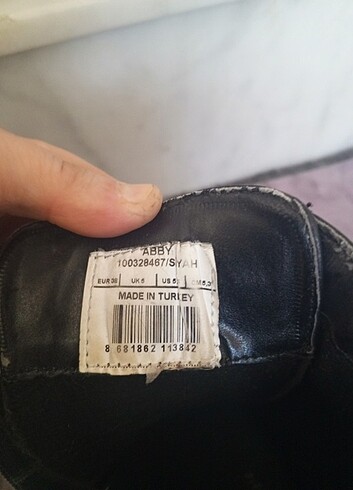 ABBY
100328467/SYAH
EUR 38 UK 5
MADE IN TURKEY
8 681862 113842